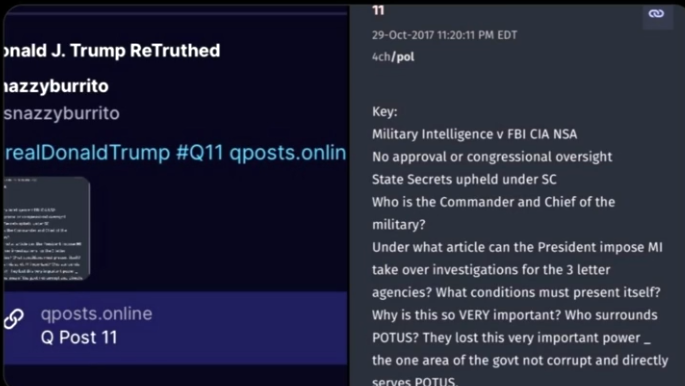 onald J. Trump ReTruthed
nazzyburrito
snazzyburrito
realDonaldTrump #Q11 qposts.onlin
qposts.online
Q Post 11
11
29-Oct-2017 11:20:11 PM EDT
4ch/pol
Key:
Military Intelligence v FBI CIA NSA
No approval or congressional oversight
State Secrets upheld under SC
Who is the Commander and Chief of the
military?
Under what article can the President impose MI
take over investigations for the 3 letter
agencies? What conditions must present itself?
Why is this so VERY important? Who surrounds
POTUS? They lost this very important power _
the one area of the govt not corrupt and directly
serves POTUS.